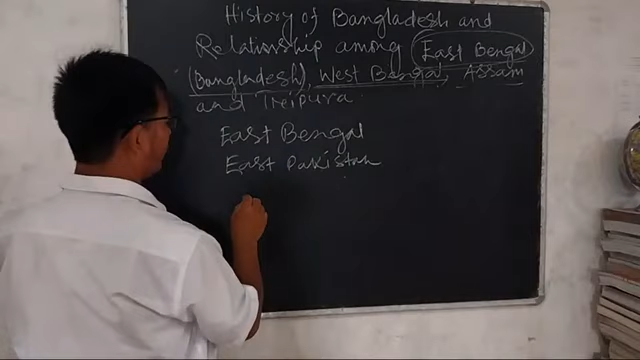 History of Bangladesh and
Relationship among East Bengal
(Bangladesh), West Bengal, Assam
and Tripura.
East Bengal
East Pakistan